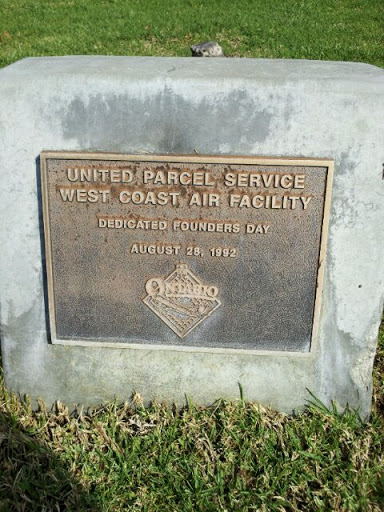 UNITED PARCEL SERVICE
WEST COAST AIR FACILITY
DEDICATED FOUNDERS DAY
AUGUST 28, 1992
ONTARIO